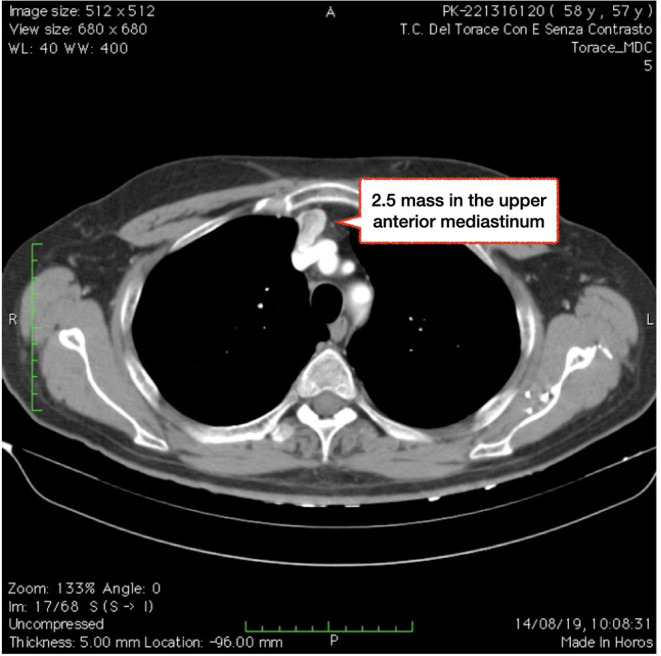 Image size: 512 x 512
View size: 680 x 680
WL: 40 WW: 400
A
PK-221316120 ( 58 y , 57 y )
T.C. Del Torace Con E Senza Contrasto
Torace_MDC
5
2.5 mass in the upper
anterior mediastinum
R
L
Zoom: 133% Angle: 0
Im: 17/68 S (S -> I)
Uncompressed
Thickness: 5.00 mm Location: -96.00 mm
P
14/08/19, 10:08:31
Made In Horos